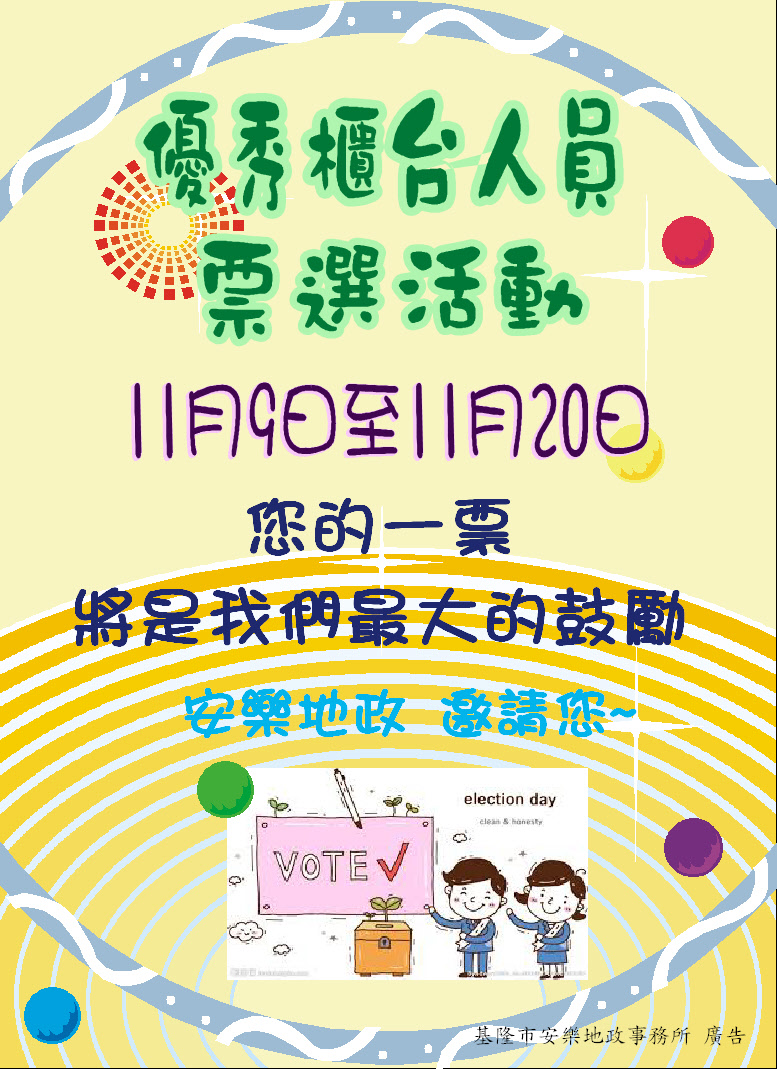 優秀櫃台人員
票選活動
11月9日至11月20日
您的一票
將是我們最大的鼓勵
安樂地政 邀請您~
election day
clean & honesty
VOTE
基隆市安樂地政事務所 廣告